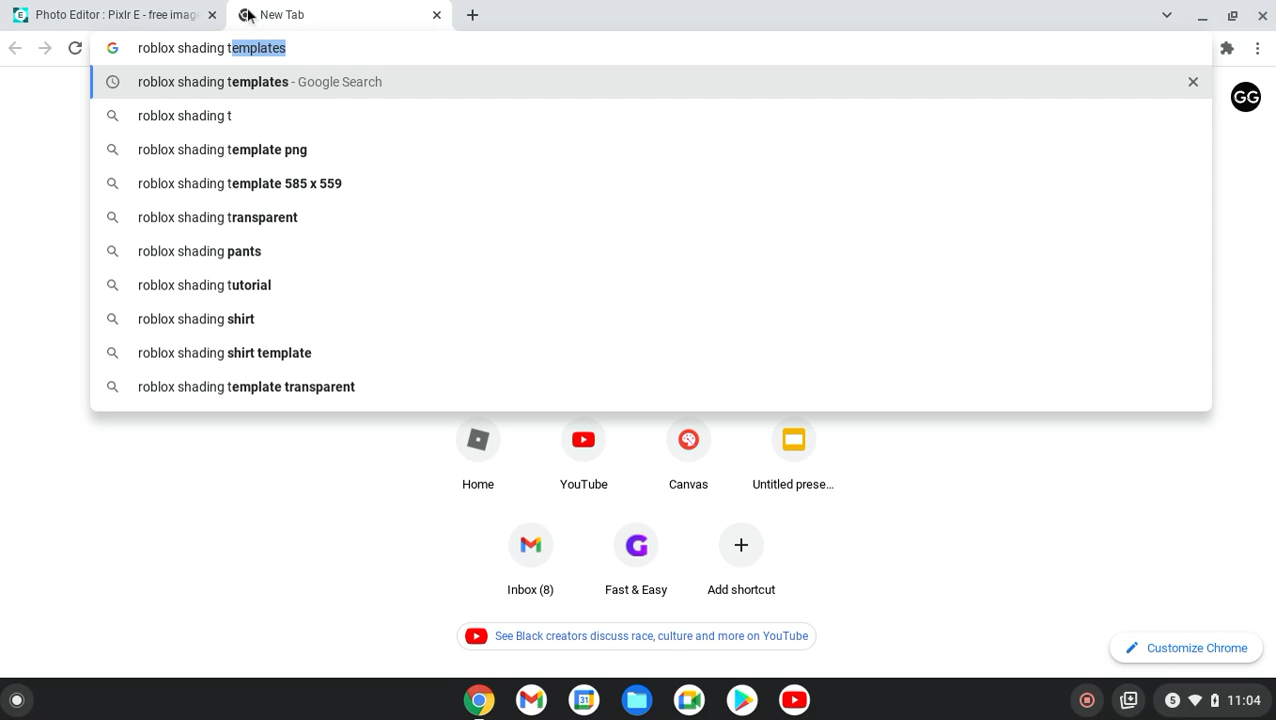 Photo Editor : Pixlr E - free image
New Tab
roblox shading templates
roblox shading templates - Google Search
GG
roblox shading t
roblox shading template png
roblox shading template 585 x 559
roblox shading transparent
roblox shading pants
roblox shading tutorial
roblox shading shirt
roblox shading shirt template
roblox shading template transparent
Home YouTube Canvas Untitled prese...
Inbox (8) Fast & Easy Add shortcut
See Black creators discuss race, culture and more on YouTube
Customize Chrome
31
5 11:04